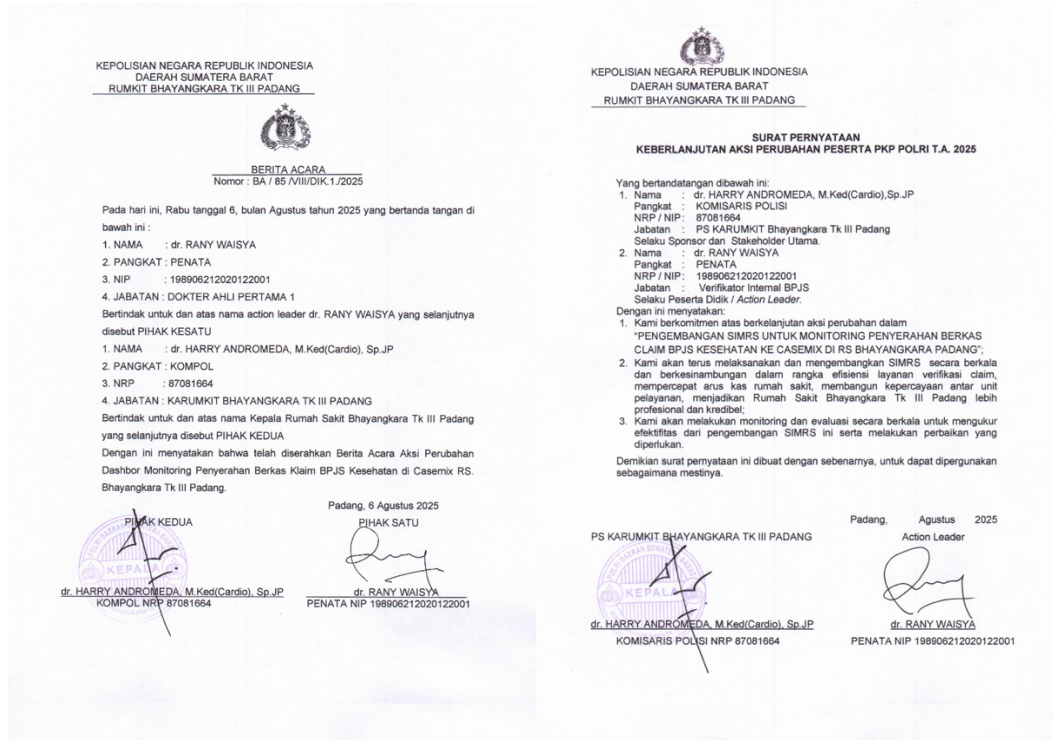 KEPOLISIAN NEGARA REPUBLIK INDONESIA
DAERAH SUMATERA BARAT
RUMKIT BHAYANGKARA TK III PADANG
BERITA ACARA
Nomor : BA / 85 /VIII/DIK.1./2025
Pada hari ini, Rabu tanggal 6, bulan Agustus tahun 2025 yang bertanda tangan di
bawah ini :
1. NAMA : dr. RANY WAISYA
2. PANGKAT : PENATA
3. NIP : 198906212020122001
4. JABATAN : DOKTER AHLI PERTAMA 1
Bertindak untuk dan atas nama action leader dr. RANY WAISYA yang selanjutnya
disebut PIHAK KESATU
1. NAMA : dr. HARRY ANDROMEDA, M.Ked(Cardio), Sp.JP
2. PANGKAT : KOMPOL
3. NRP : 87081664
4. JABATAN : KARUMKIT BHAYANGKARA TK III PADANG
Bertindak untuk dan atas nama Kepala Rumah Sakit Bhayangkara Tk III Padang
yang selanjutnya disebut PIHAK KEDUA
Dengan ini menyatakan bahwa telah diserahkan Berita Acara Aksi Perubahan
Dashbor Monitoring Penyerahan Berkas Klaim BPJS Kesehatan di Casemix RS.
Bhayangkara Tk III Padang.
Padang, 6 Agustus 2025
PIHAK KEDUA PIHAK SATU
KEPALA
dr. HARRY ANDROMEDA, M.Ked(Cardio), Sp.JP dr. RANY WAISYA
KOMPOL NRP 87081664 PENATA NIP 198906212020122001
KEPOLISIAN NEGARA REPUBLIK INDONESIA
DAERAH SUMATERA BARAT
RUMKIT BHAYANGKARA TK III PADANG
SURAT PERNYATAAN
KEBERLANJUTAN AKSI PERUBAHAN PESERTA PKP POLRI T.A. 2025
Yang bertandatangan dibawah ini:
1. Nama : dr. HARRY ANDROMEDA, M.Ked(Cardio),Sp.JP
Pangkat : KOMISARIS POLISI
NRP / NIP : 87081664
Jabatan : PS KARUMKIT Bhayangkara Tk III Padang
Selaku Sponsor dan Stakeholder Utama.
2. Nama : dr. RANY WAISYA
Pangkat : PENATA
NRP / NIP : 198906212020122001
Jabatan : Verifikator Internal BPJS
Selaku Peserta Didik / Action Leader.
Dengan ini menyatakan:
1. Kami berkomitmen atas berkelanjutan aksi perubahan dalam
"PENGEMBANGAN SIMRS UNTUK MONITORING PENYERAHAN BERKAS
CLAIM BPJS KESEHATAN KE CASEMIX DI RS BHAYANGKARA PADANG";
2. Kami akan terus melaksanakan dan mengembangkan SIMRS secara berkala
dan berkesinambungan dalam rangka efisiensi layanan verifikasi claim,
mempercepat arus kas rumah sakit, membangun kepercayaan antar unit
pelayanan, menjadikan Rumah Sakit Bhayangkara Tk III Padang lebih
profesional dan kredibel;
3. Kami akan melakukan monitoring dan evaluasi secara berkala untuk mengukur
efektifitas dari pengembangan SIMRS ini serta melakukan perbaikan yang
diperlukan.
Demikian surat pernyataan ini dibuat dengan sebenarnya, untuk dapat dipergunakan
sebagaimana mestinya.
Padang, Agustus 2025
PS KARUMKIT BHAYANGKARA TK III PADANG Action Leader
KEPALA
dr. HARRY ANDROMEDA, M.Ked(Cardio), Sp.JP dr. RANY WAISYA
KOMISARIS POLISI NRP 87081664 PENATA NIP 198906212020122001